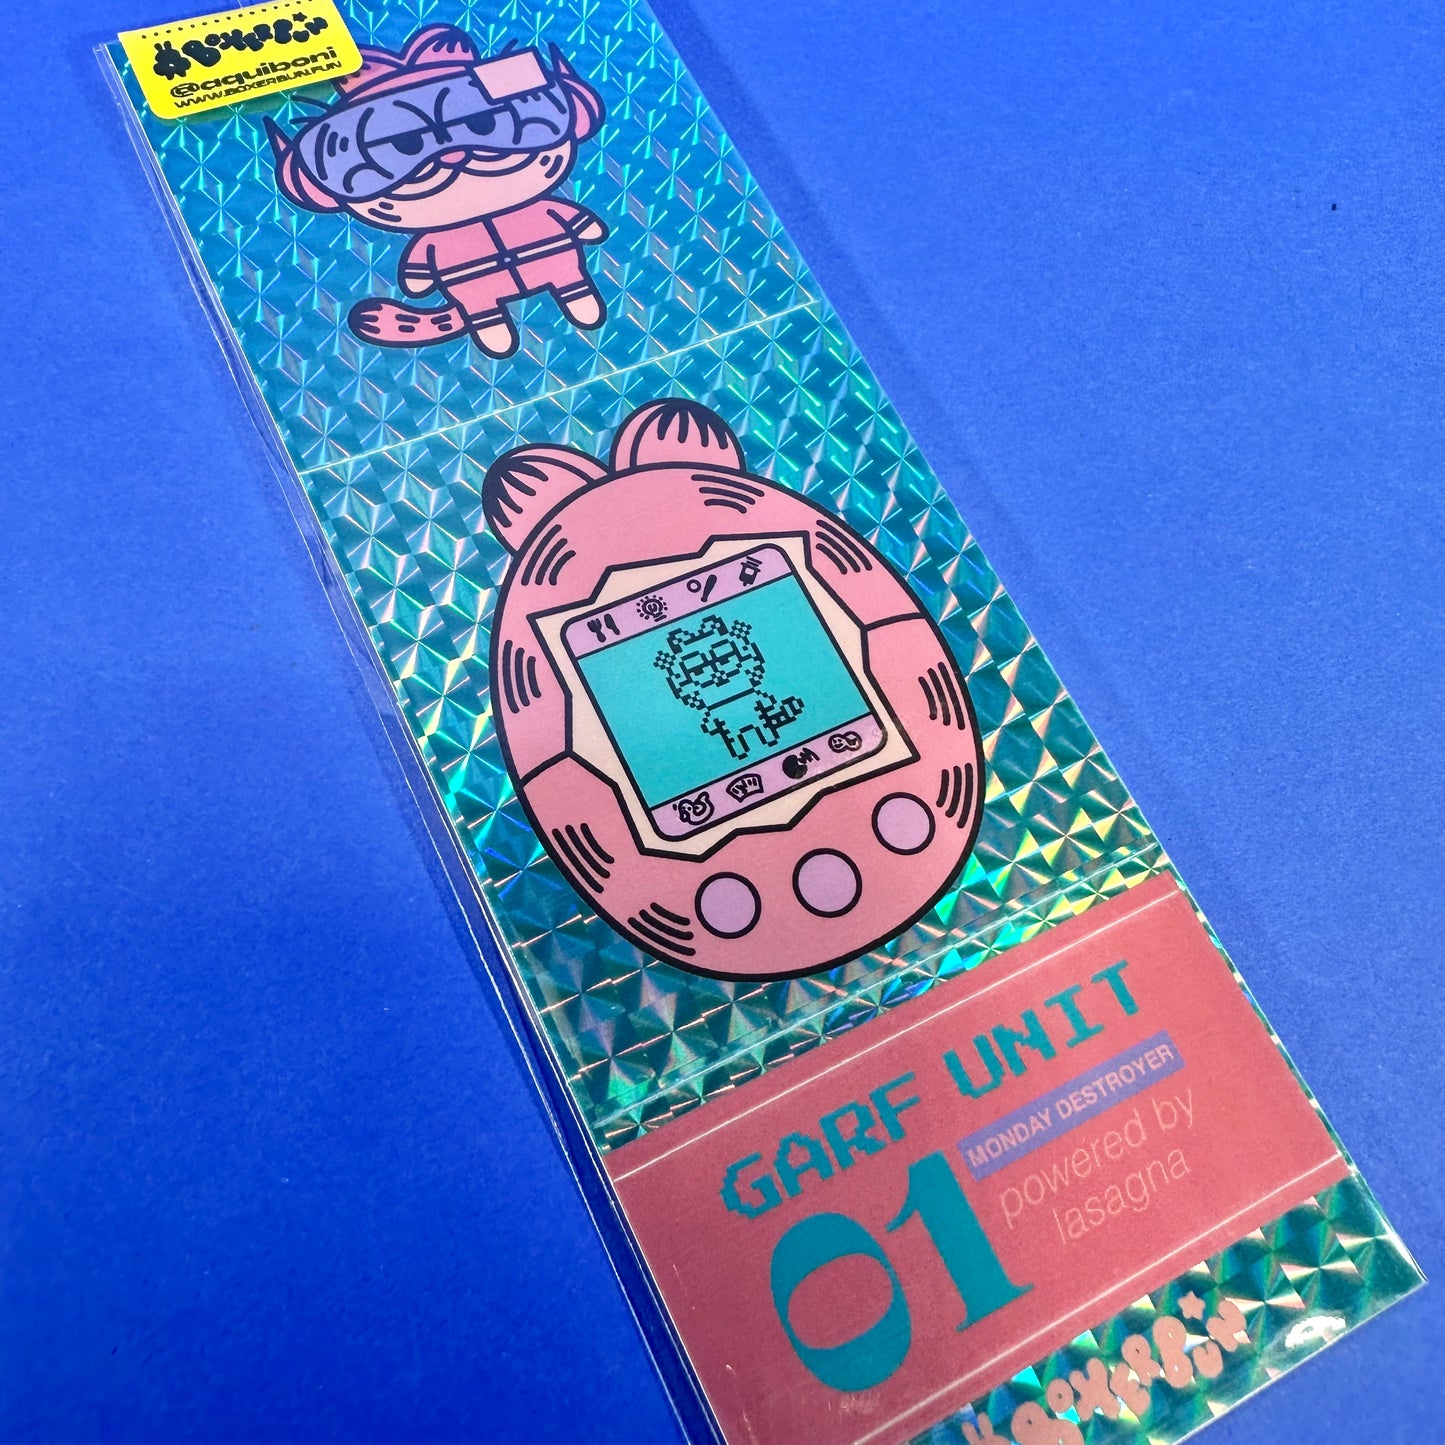 BOXERBUN
@aquiboni
WWW.BOXERBUN.FUN
GARF UNIT
01
MONDAY DESTROYER
powered by
lasagna
BOXERBUN